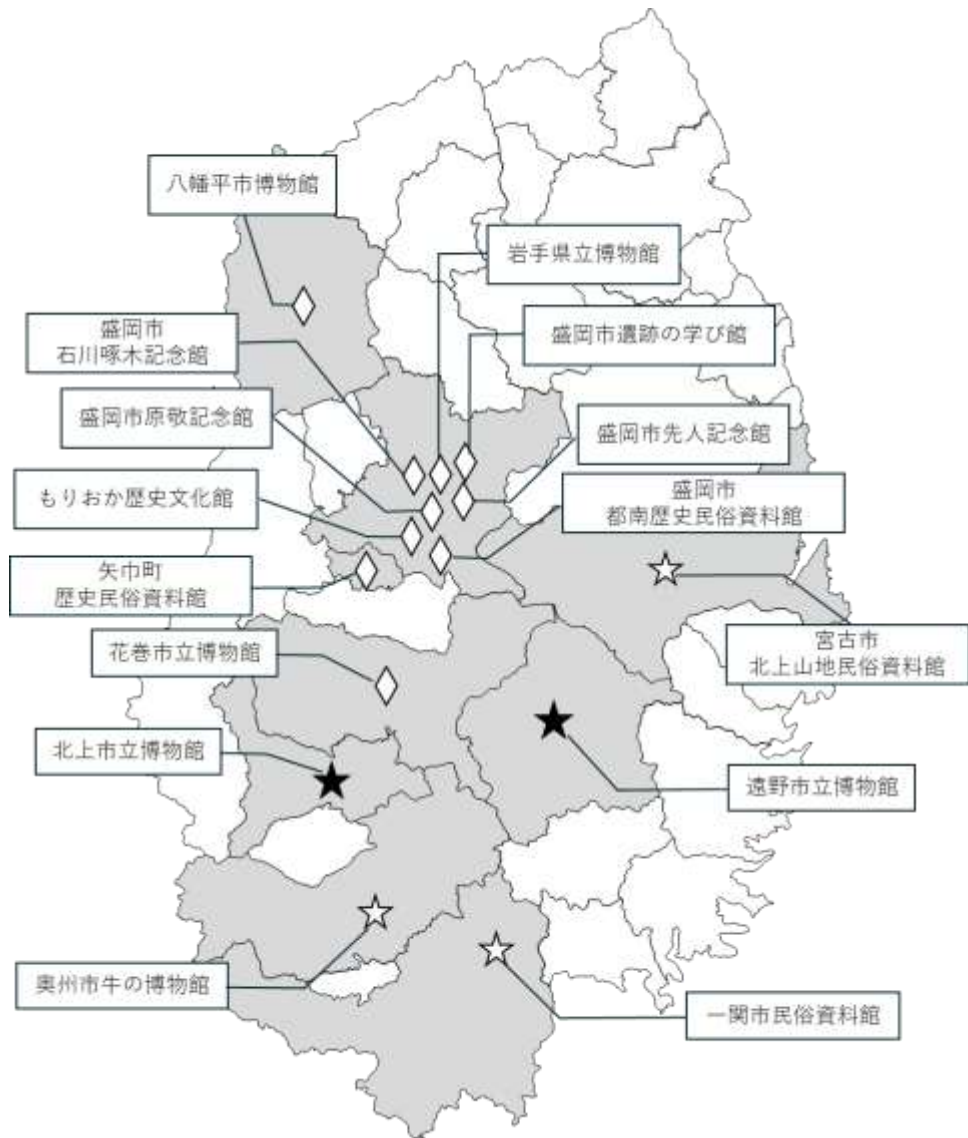 八幡平市博物館
岩手県立博物館
盛岡市
石川啄木記念館
盛岡市遺跡の学び館
盛岡市原敬記念館
盛岡市先人記念館
もりおか歴史文化館
盛岡市
都南歴史民俗資料館
矢巾町
歴史民俗資料館
花巻市立博物館
宮古市
北上山地民俗資料館
北上市立博物館
遠野市立博物館
奥州市牛の博物館
一関市民俗資料館